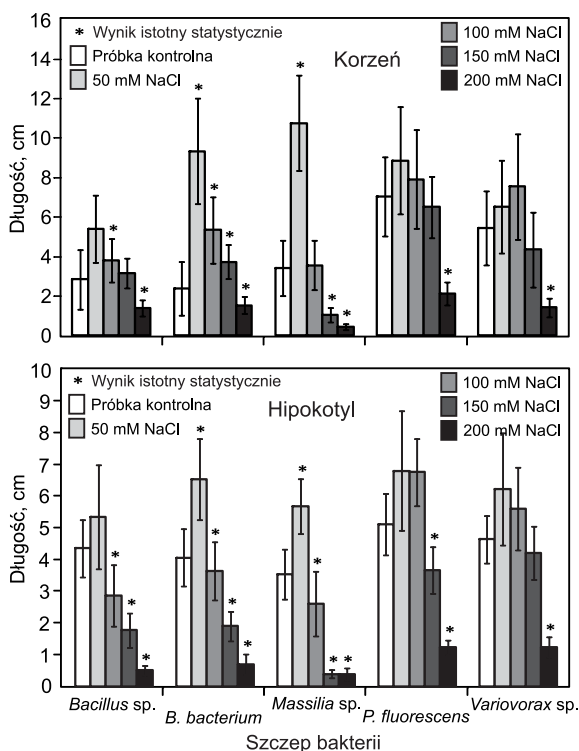 16
14
12
10
8
6
4
2
0
Długość, cm
* Wynik istotny statystycznie
Próbka kontrolna
50 mM NaCl
Korzeń
100 mM NaCl
150 mM NaCl
200 mM NaCl
* * * * * * * * * * *
10
9
8
7
6
5
4
3
2
1
0
Długość, cm
* Wynik istotny statystycznie
Próbka kontrolna
50 mM NaCl
Hipokotyl
100 mM NaCl
150 mM NaCl
200 mM NaCl
* * * * * * * * * * * * * *
Bacillus sp.
B. bacterium
Massilia sp.
P. fluorescens
Variovorax sp.
Szczep bakterii